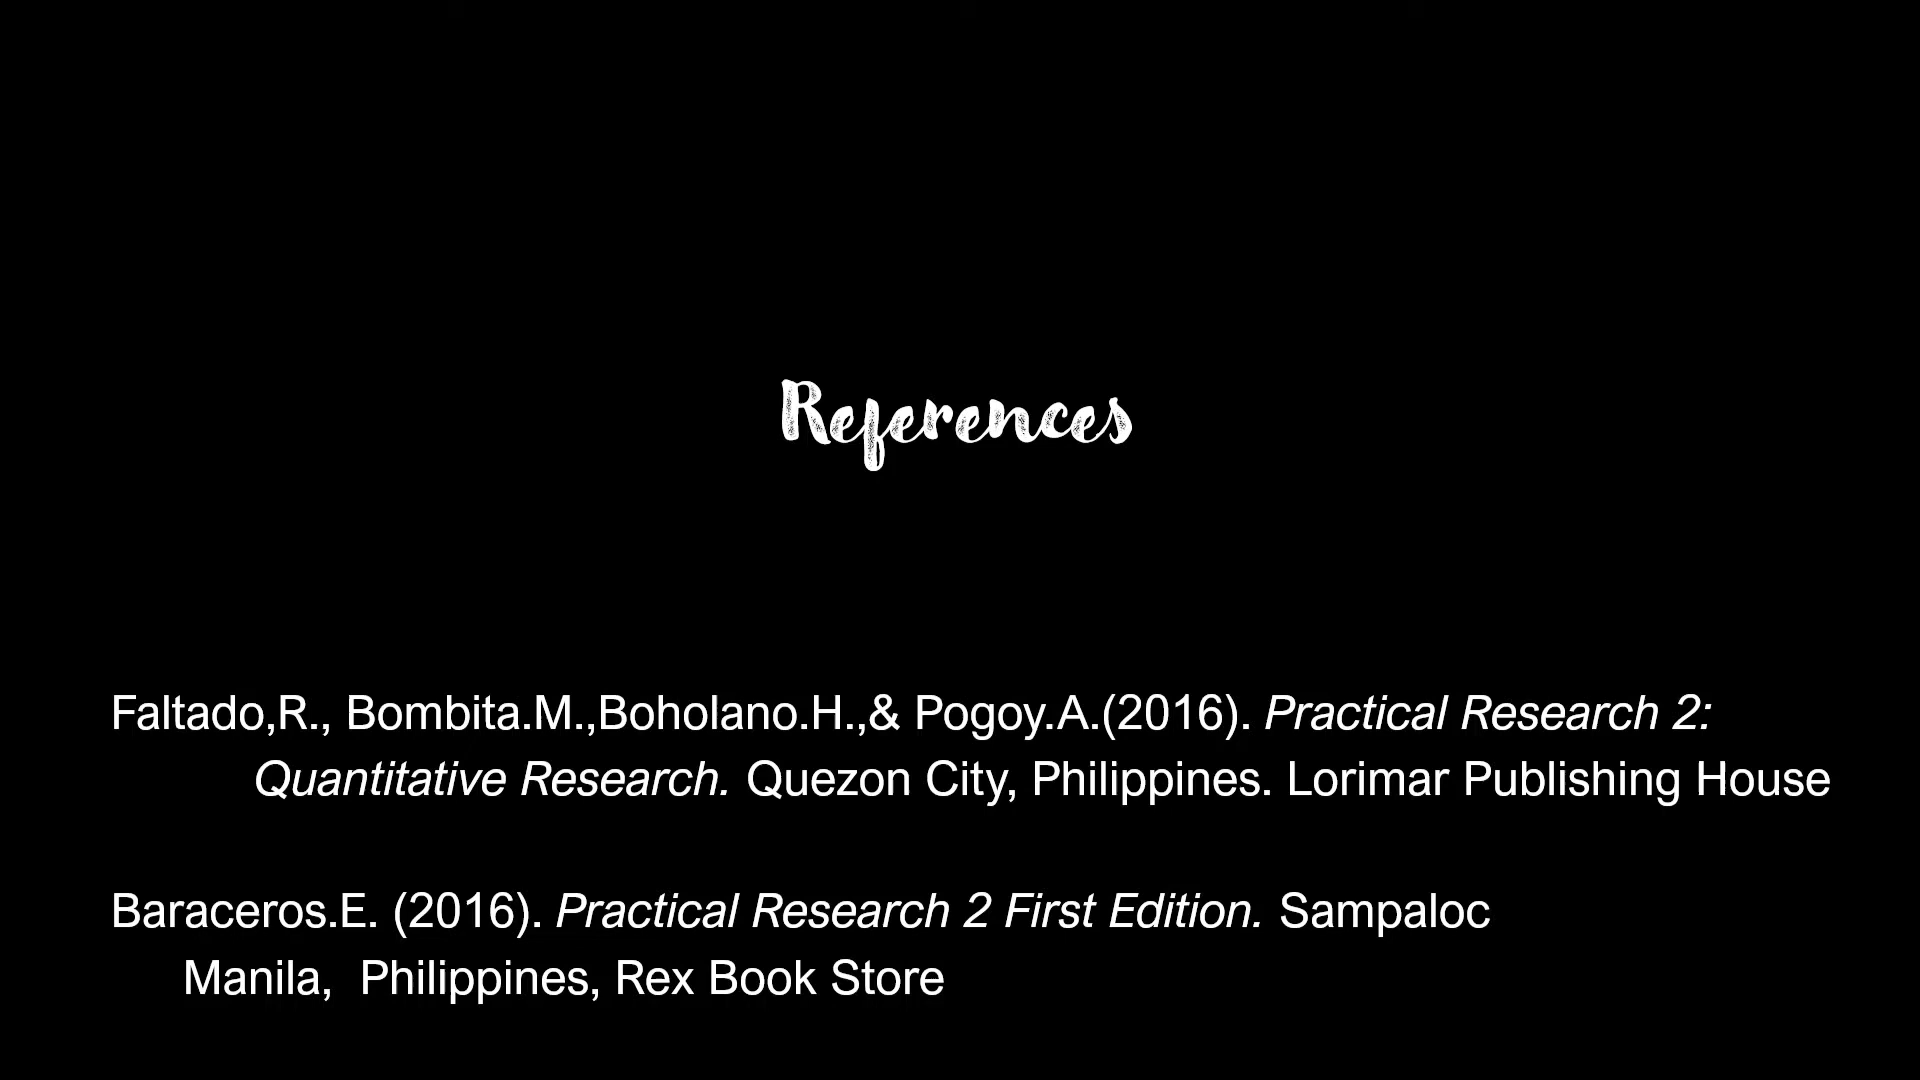 References
Faltado,R., Bombita.M.,Boholano.H.,& Pogoy.A.(2016). Practical Research 2:
Quantitative Research. Quezon City, Philippines. Lorimar Publishing House
Baraceros.E. (2016). Practical Research 2 First Edition. Sampaloc
Manila,  Philippines, Rex Book Store